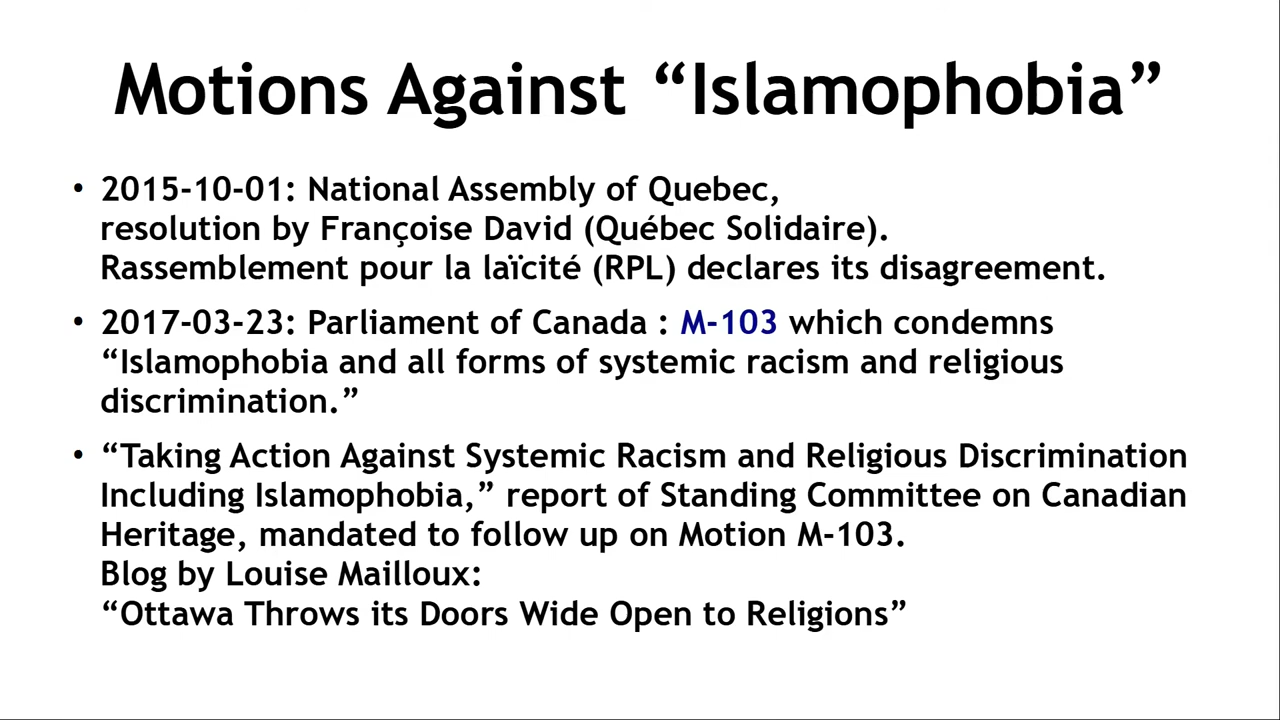 Motions Against “Islamophobia”
• 2015-10-01: National Assembly of Quebec,
resolution by Françoise David (Québec Solidaire).
Rassemblement pour la laïcité (RPL) declares its disagreement.
• 2017-03-23: Parliament of Canada : M-103 which condemns
“Islamophobia and all forms of systemic racism and religious
discrimination.”
• “Taking Action Against Systemic Racism and Religious Discrimination
Including Islamophobia,” report of Standing Committee on Canadian
Heritage, mandated to follow up on Motion M-103.
Blog by Louise Mailloux:
“Ottawa Throws its Doors Wide Open to Religions”